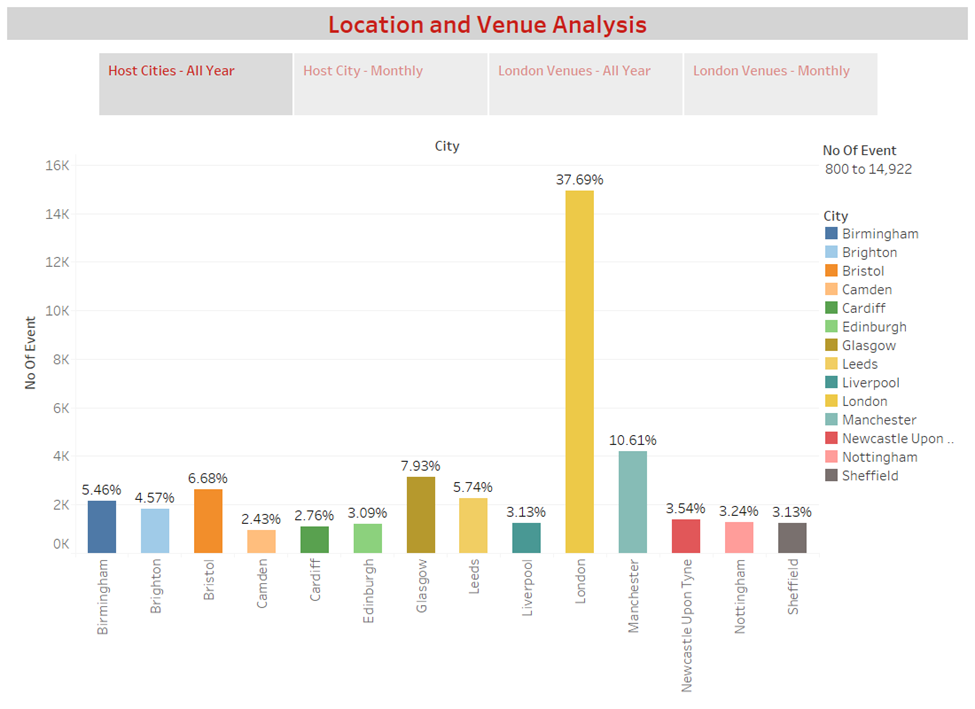 Location and Venue Analysis
Host Cities - All Year
Host City - Monthly
London Venues - All Year
London Venues - Monthly
City
No Of Event
16K
14K
12K
10K
8K
6K
4K
2K
0K
5.46%
4.57%
6.68%
2.43%
2.76%
3.09%
7.93%
5.74%
3.13%
37.69%
10.61%
3.54%
3.24%
3.13%
Birmingham
Brighton
Bristol
Camden
Cardiff
Edinburgh
Glasgow
Leeds
Liverpool
London
Manchester
Newcastle Upon Tyne
Nottingham
Sheffield
No Of Event
800 to 14,922
City
Birmingham
Brighton
Bristol
Camden
Cardiff
Edinburgh
Glasgow
Leeds
Liverpool
London
Manchester
Newcastle Upon ..
Nottingham
Sheffield